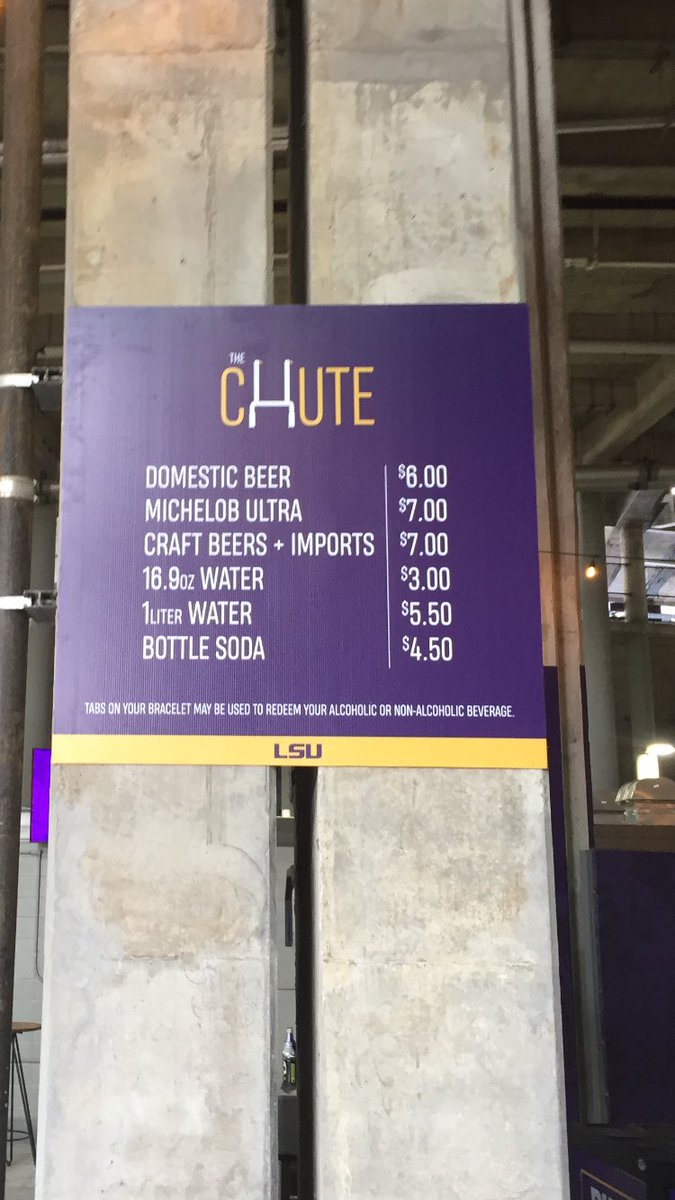 THE
CHUTE
DOMESTIC BEER $6.00
MICHELOB ULTRA $7.00
CRAFT BEERS + IMPORTS $7.00
16.9oz WATER $3.00
1LITER WATER $5.50
BOTTLE SODA $4.50
TABS ON YOUR BRACELET MAY BE USED TO REDEEM YOUR ALCOHOLIC OR NON-ALCOHOLIC BEVERAGE.
LSU